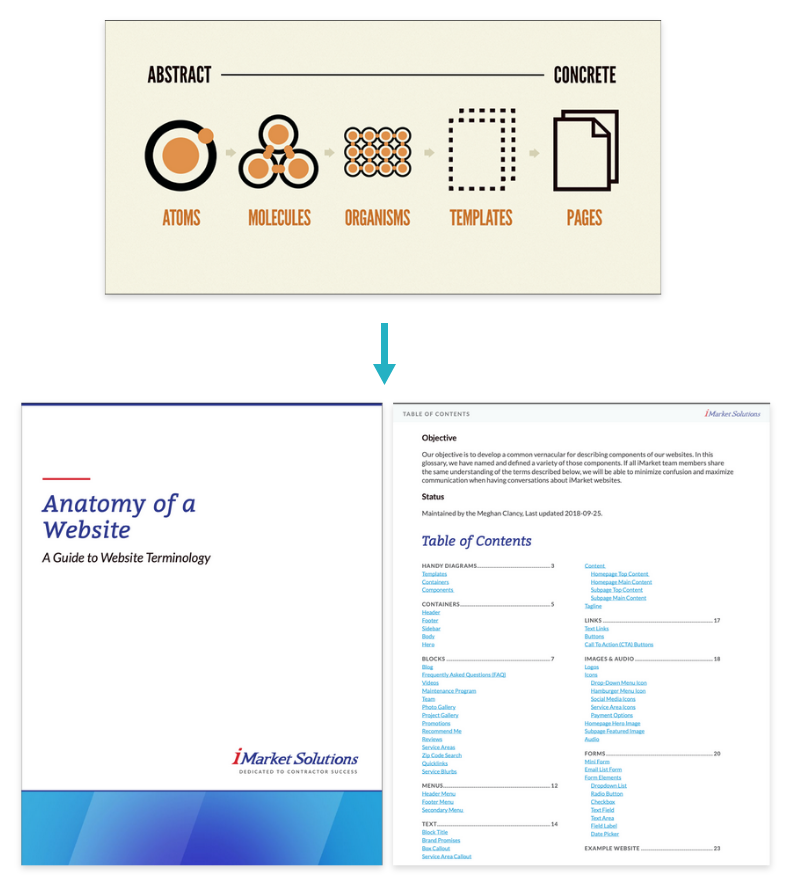 ABSTRACT
CONCRETE
ATOMS
MOLECULES
ORGANISMS
TEMPLATES
PAGES
Anatomy of a
Website
A Guide to Website Terminology
iMarket Solutions
DEDICATED TO CONTRACTOR SUCCESS
TABLE OF CONTENTS
iMarket Solutions
Objective
Our objective is to develop a common vernacular for describing components of our websites. In this
glossary, we have named and defined a variety of those components. If all iMarket team members share
the same understanding of the terms described below, we will be able to minimize confusion and maximize
communication when having conversations about iMarket websites.
Status
Maintained by the Meghan Clancy, Last updated 2018-09-25.
Table of Contents
HANDY DIAGRAMS 3
Templates
Containers
Components
CONTAINERS 5
Header
Footer
Sidebar
Body
Hero
BLOCKS 7
Blog
Frequently Asked Questions (FAQ)
Videos
Maintenance Program
Team
Photo Gallery
Project Gallery
Promotions
Recommend Me
Reviews
Service Areas
Zip Code Search
Quicklinks
Service Blurbs
MENUS 12
Header Menu
Footer Menu
Secondary Menu
TEXT 14
Block Title
Brand Promises
Box Callout
Service Area Callout
Content
Homepage Top Content
Homepage Main Content
Subpage Top Content
Subpage Main Content
Tagline
LINKS 17
Text Links
Buttons
Call To Action (CTA) Buttons
IMAGES & AUDIO 18
Logos
Icons
Drop-Down Menu Icon
Hamburger Menu Icon
Social Media Icons
Service Area Icons
Payment Options
Homepage Hero Image
Subpage Featured Image
Audio
FORMS 20
Mini Form
Email List Form
Form Elements
Dropdown List
Radio Button
Checkbox
Text Field
Text Area
Field Label
Date Picker
EXAMPLE WEBSITE 23